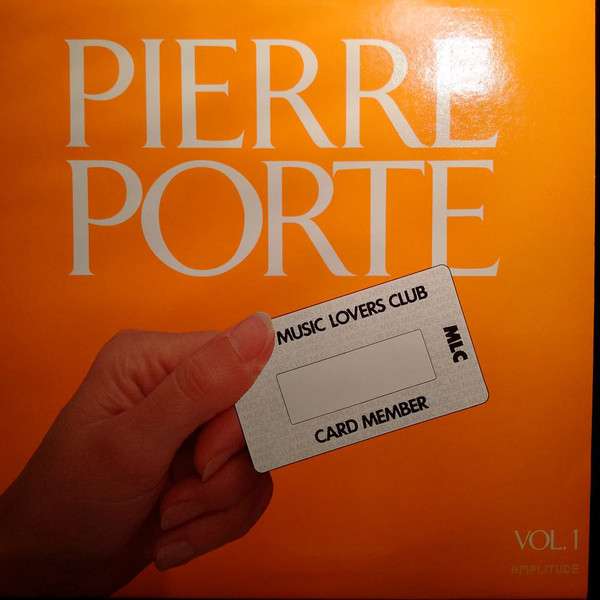 PIERRE
PORTE
MUSIC LOVERS CLUB
MLC
CARD MEMBER
VOL. 1
AMPLITUDE